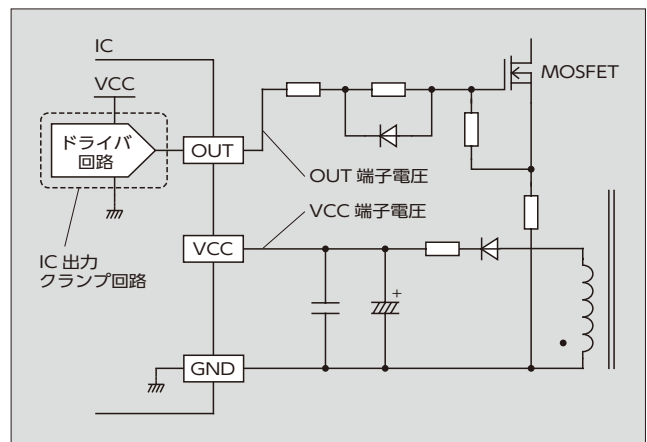 IC
VCC
ドライバ
回路
OUT
MOSFET
OUT 端子電圧
VCC 端子電圧
VCC
IC 出力
クランプ回路
+
GND